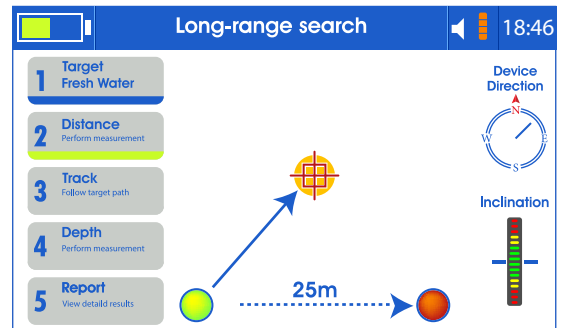 Long-range search
18:46
1
Target
Fresh Water
2
Distance
Perform measurement
3
Track
Follow target path
4
Depth
Perform measurement
5
Report
View detaild results
25m
Device
Direction
N
W
E
S
Inclination